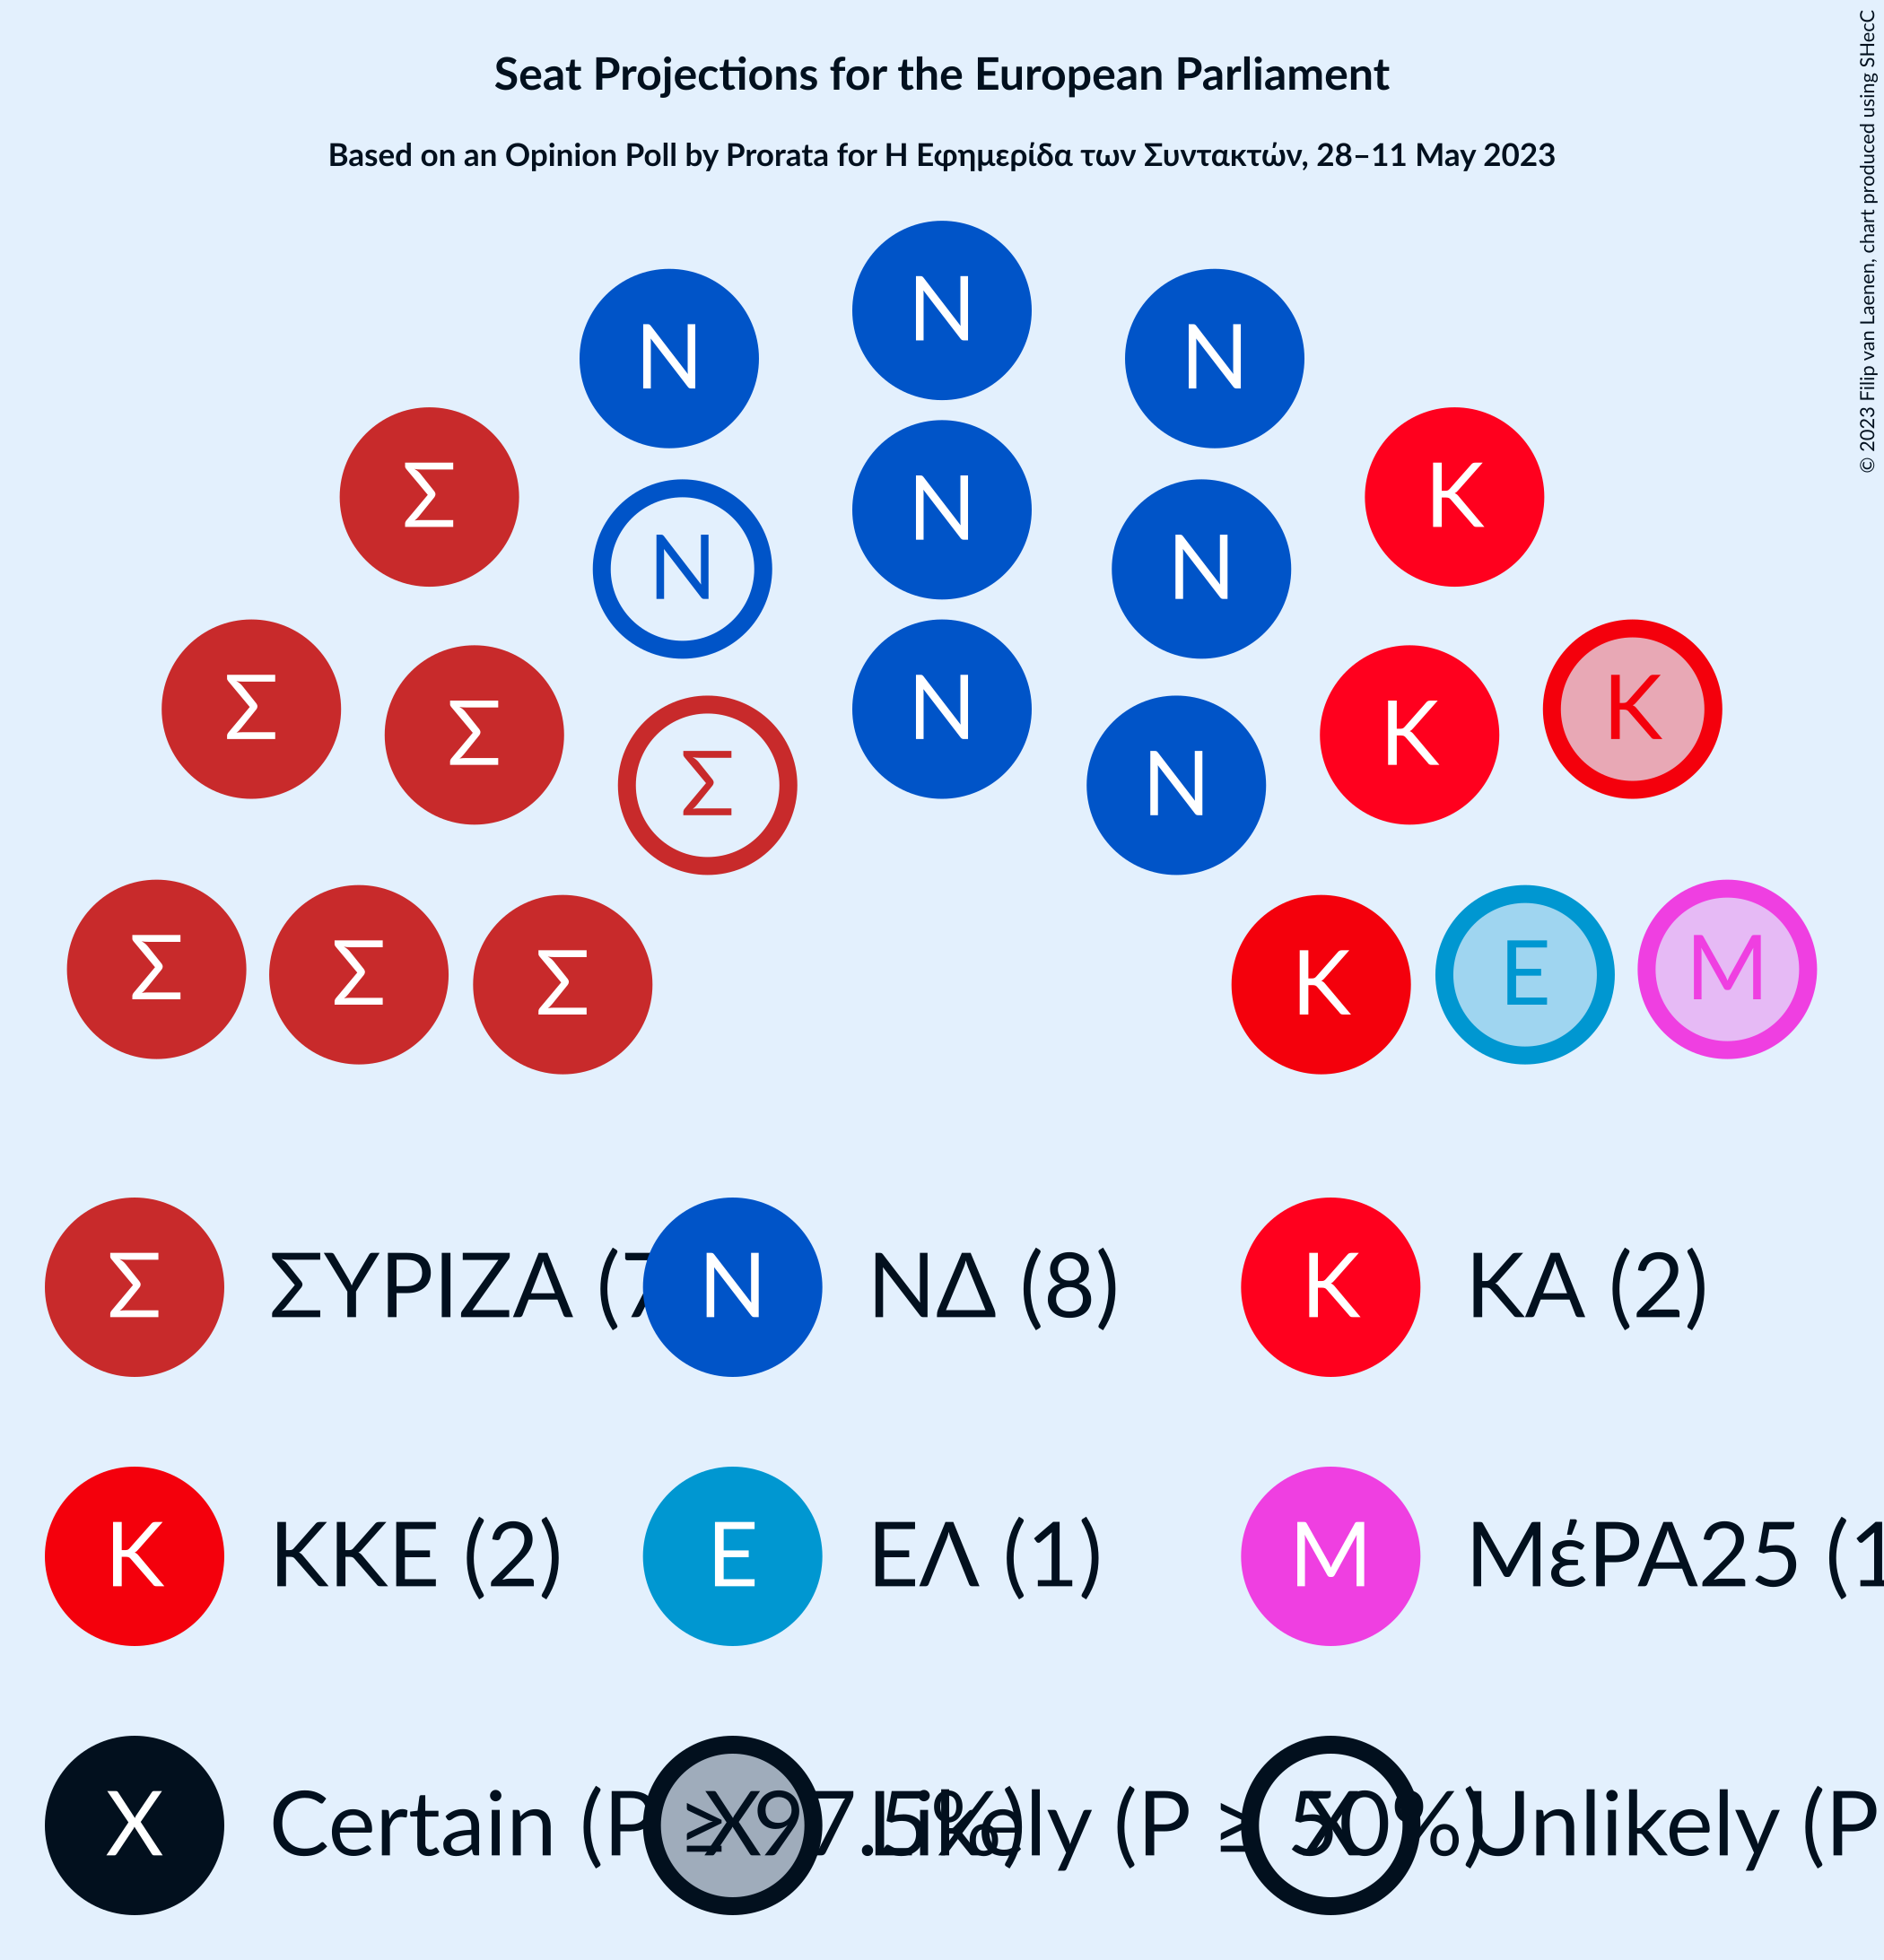 Seat Projections for the European Parliament
Based on an Opinion Poll by Prorata for Η Εφημερίδα των Συντακτών, 28–11 May 2023
© 2023 Filip van Laenen, chart produced using SHecC
N
N N
Σ N K
N N
Σ N K
Σ Σ N K
Σ N
Σ Σ Σ K E M
Σ ΣΥΡΙΖΑ (7 N ΝΔ (8) K ΚΑ (2)
K ΚΚΕ (2) E ΕΛ (1) M ΜέΡΑ25 (1
X Certain (P ≥ 97.5%) X Likely (P ≥ 50%) X Unlikely (P